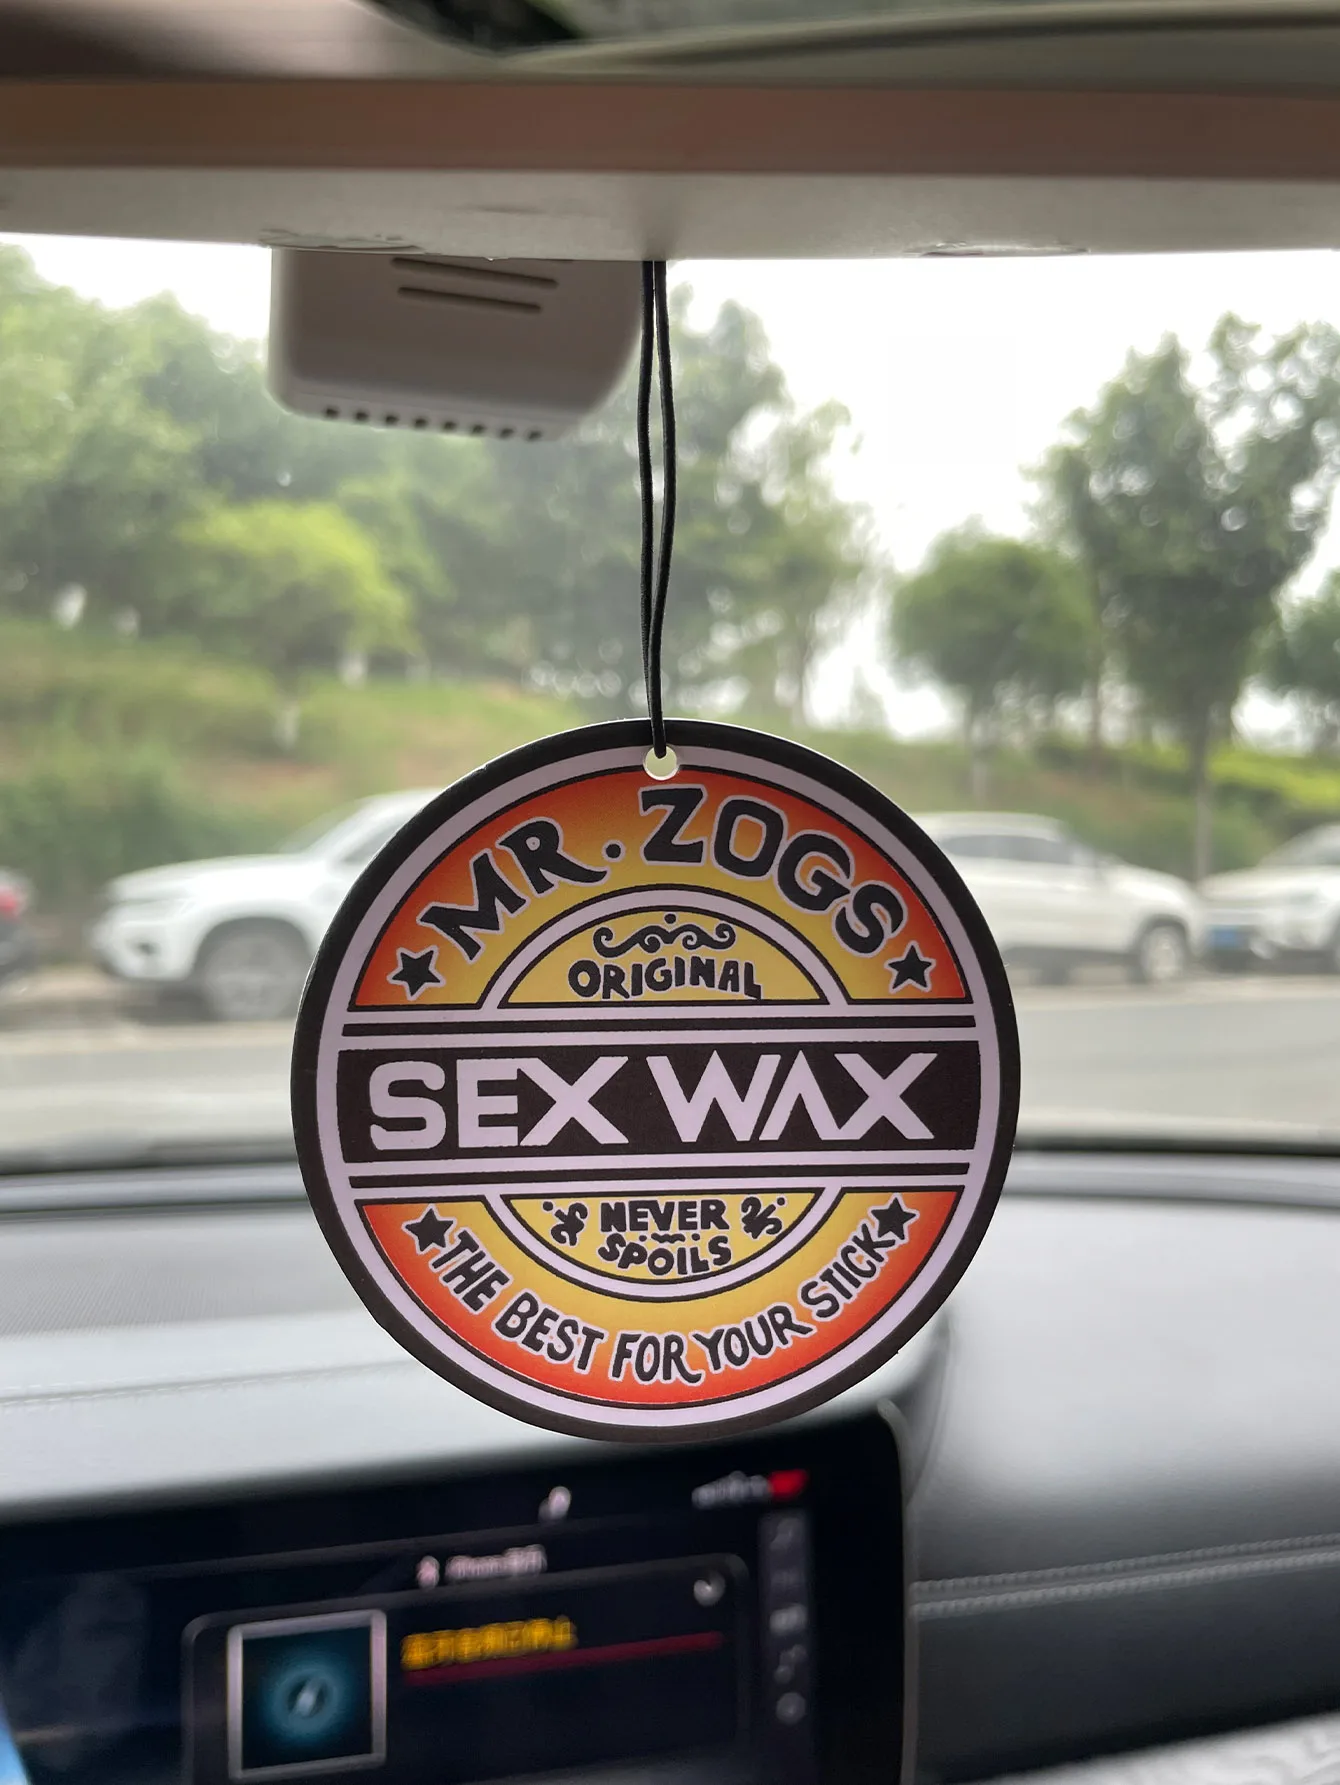 MR. ZOGS
ORIGINAL
SEX WAX
NEVER
SPOILS
THE BEST FOR YOUR STICK